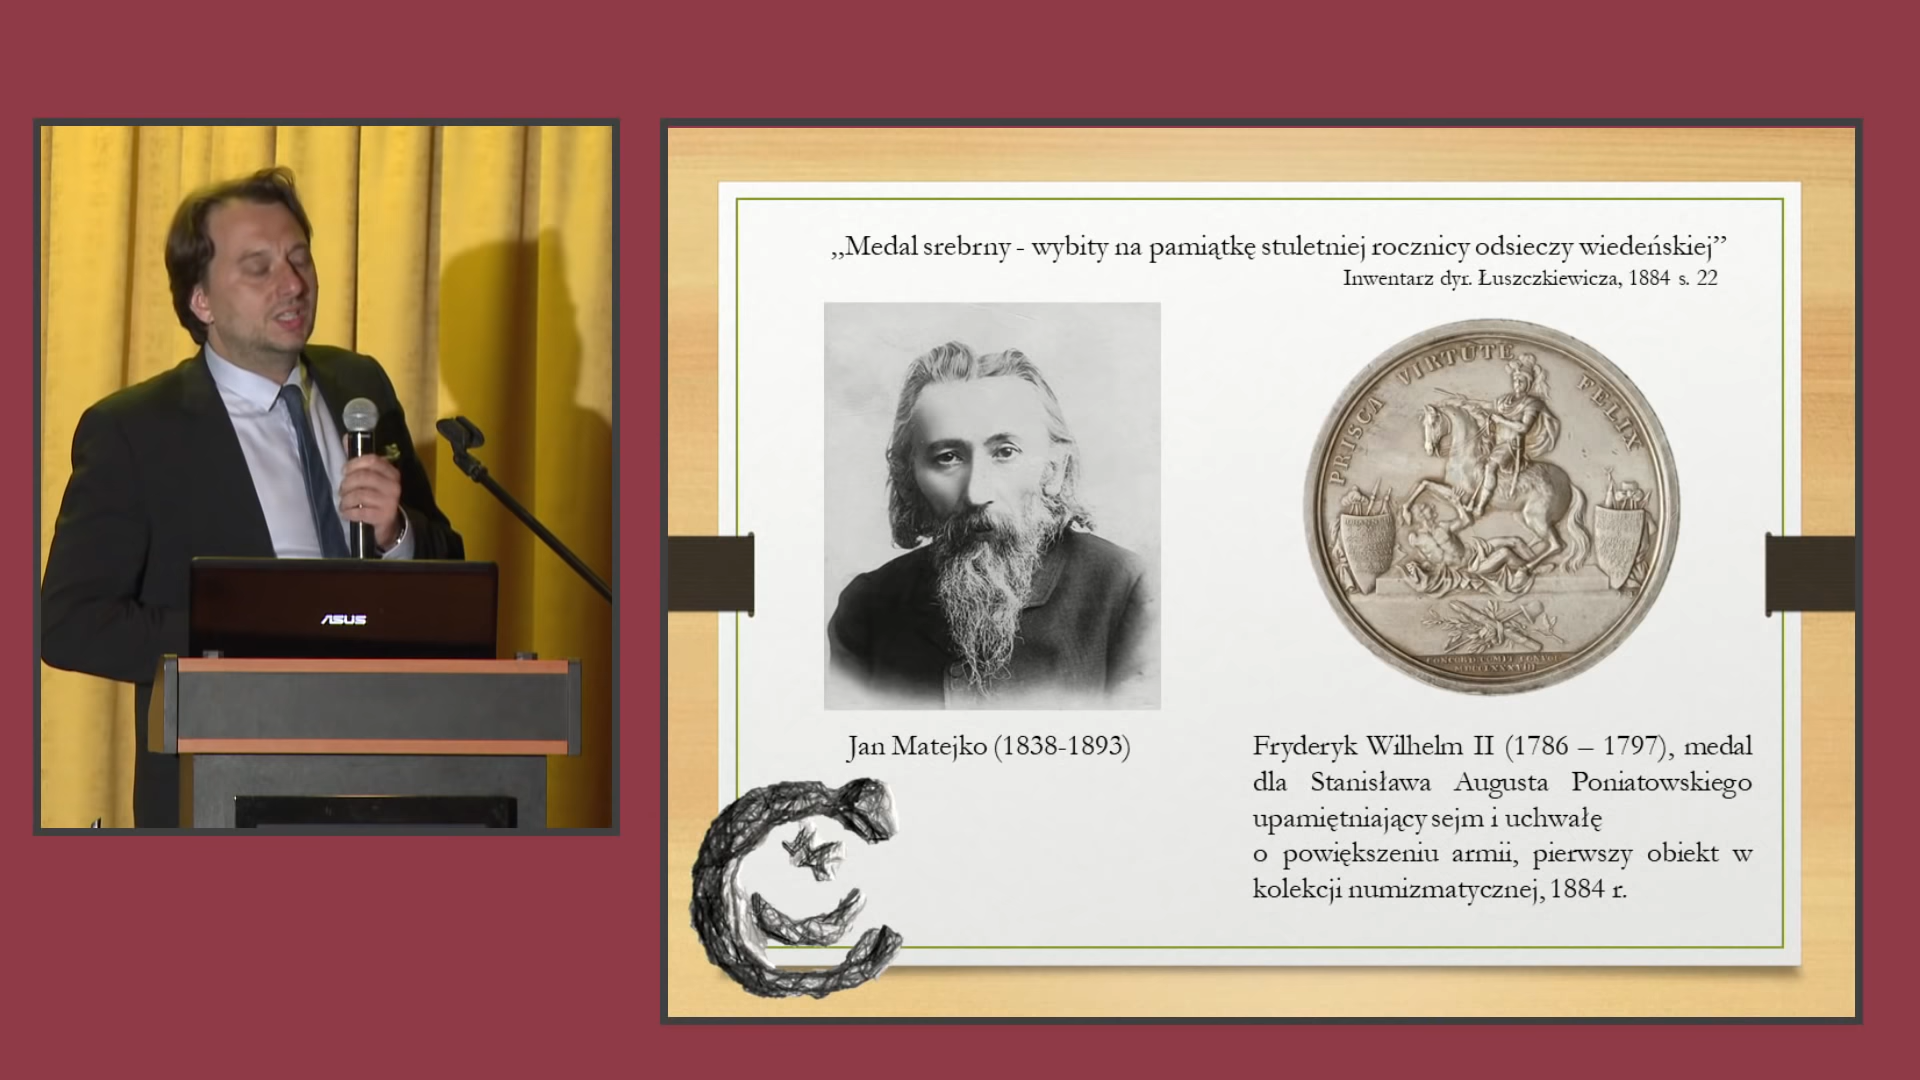 „Medal srebrny - wybity na pamiątkę stuletniej rocznicy odsieczy wiedeńskiej”
Inwentarz dyr. Łuszczkiewicza, 1884 s. 22
PRISCA VIRTUTE FELIX
ASUS
Jan Matejko (1838-1893)
Fryderyk Wilhelm II (1786 – 1797), medal
dla Stanisława Augusta Poniatowskiego
upamiętniający sejm i uchwałę
o powiększeniu armii, pierwszy obiekt w
kolekcji numizmatycznej, 1884 r.